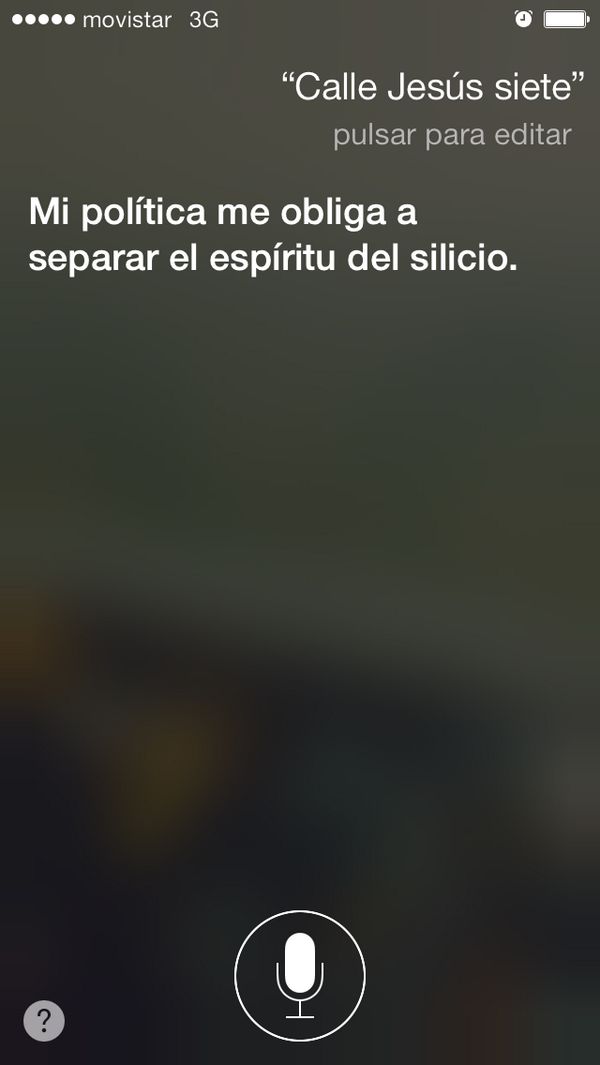 movistar 3G
“Calle Jesús siete”
pulsar para editar
Mi política me obliga a
separar el espíritu del silicio.
?